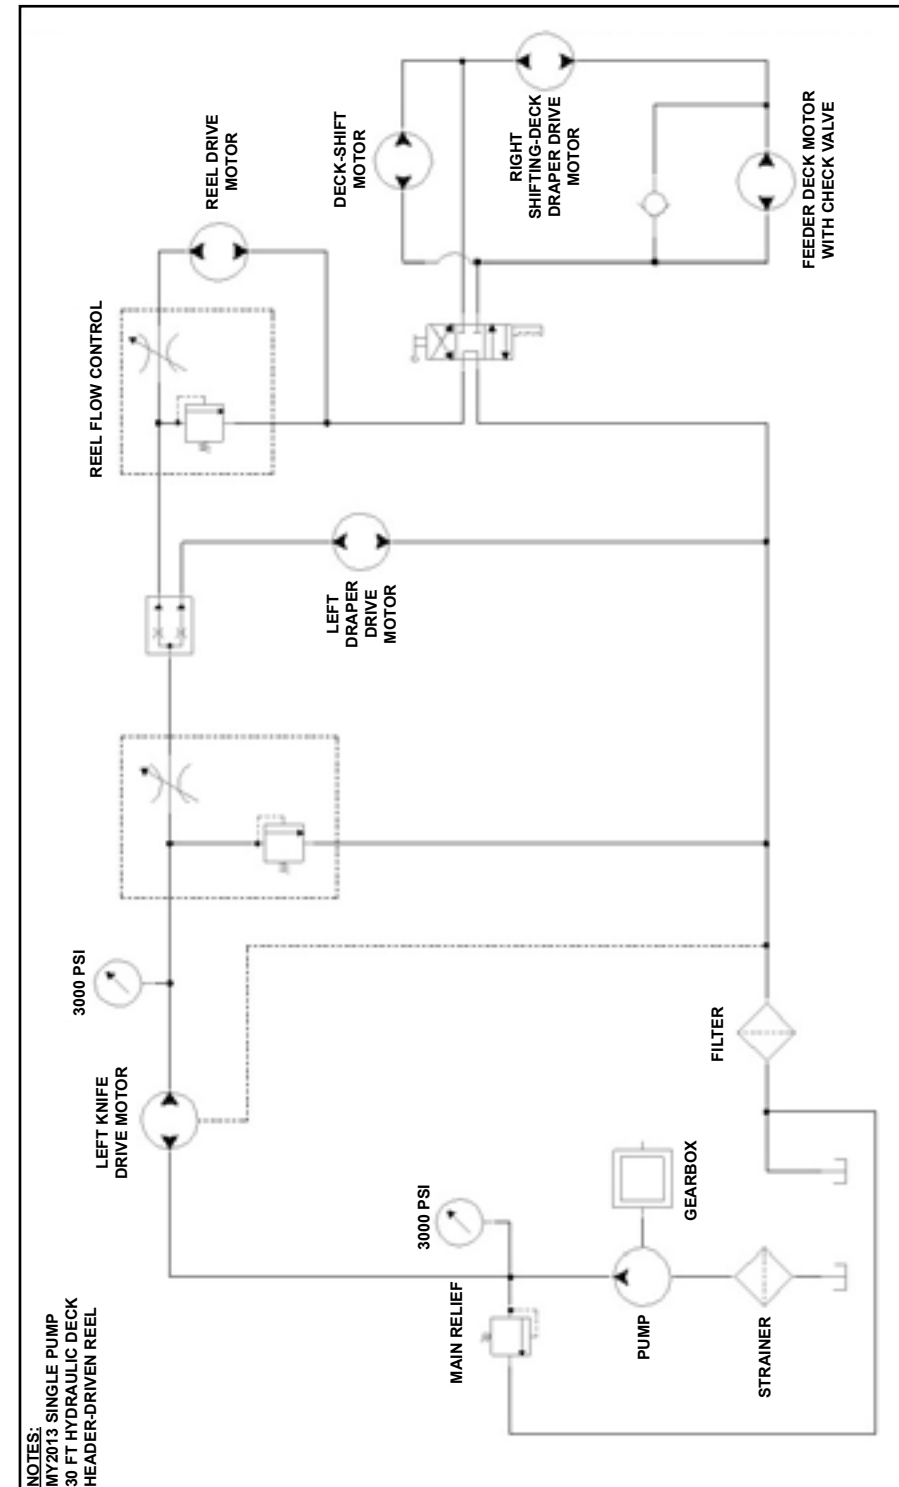 NOTES:
MY2013 SINGLE PUMP
30 FT HYDRAULIC DECK
HEADER-DRIVEN REEL
LEFT KNIFE
DRIVE MOTOR
3000 PSI
REEL FLOW CONTROL
REEL DRIVE
MOTOR
DECK-SHIFT
MOTOR
RIGHT
SHIFTING-DECK
DRAPER DRIVE
MOTOR
LEFT
DRAPER
DRIVE
MOTOR
MAIN RELIEF
3000 PSI
PUMP
GEARBOX
STRAINER
FILTER
FEEDER DECK MOTOR
WITH CHECK VALVE